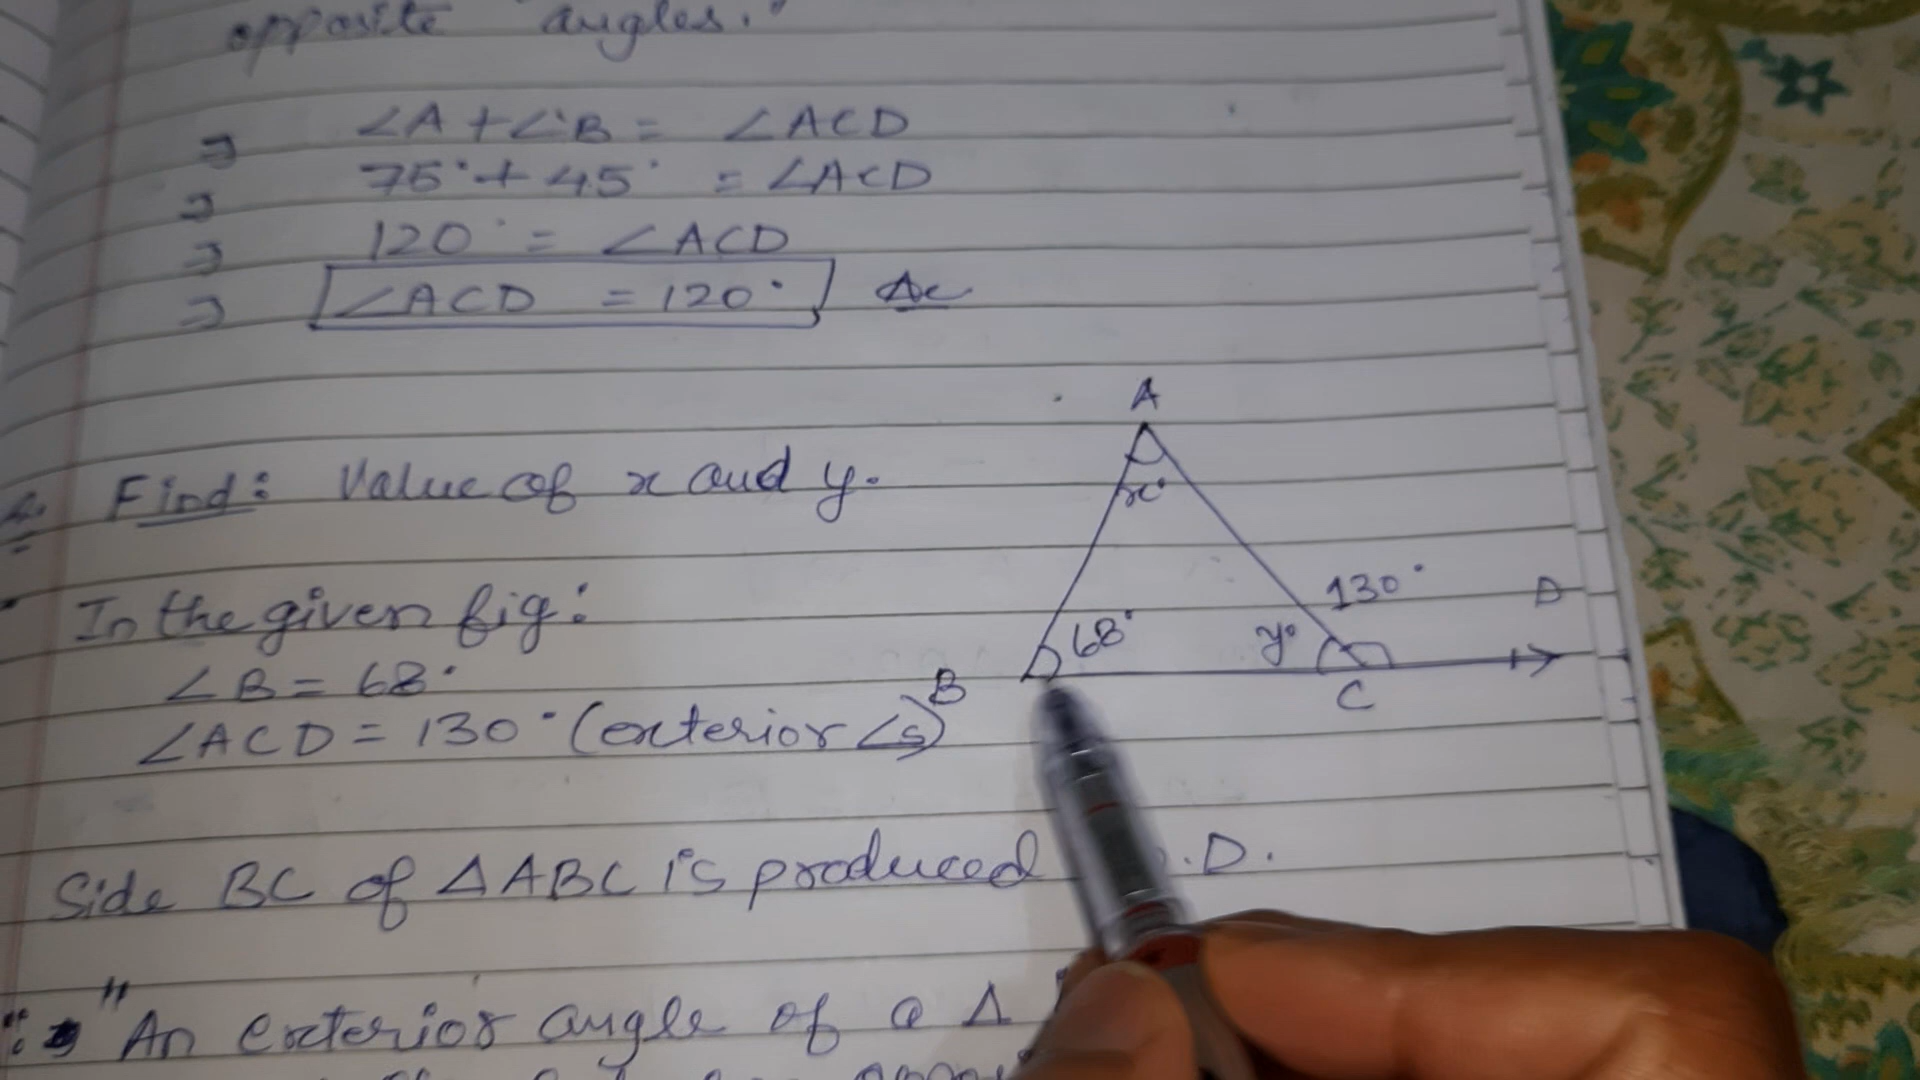 opposite angles."
⇒ ∠A + ∠B = ∠ACD
⇒ 75° + 45° = ∠ACD
⇒ 120° = ∠ACD
⇒ ∠ACD = 120°
A
Find: Value of x and y.
x°
In the given fig:
130° D
68° y°
∠B = 68°
B C
∠ACD = 130° (exterior ∠s)
Side BC of ΔABC is produced D.
"An exterior angle of a Δ